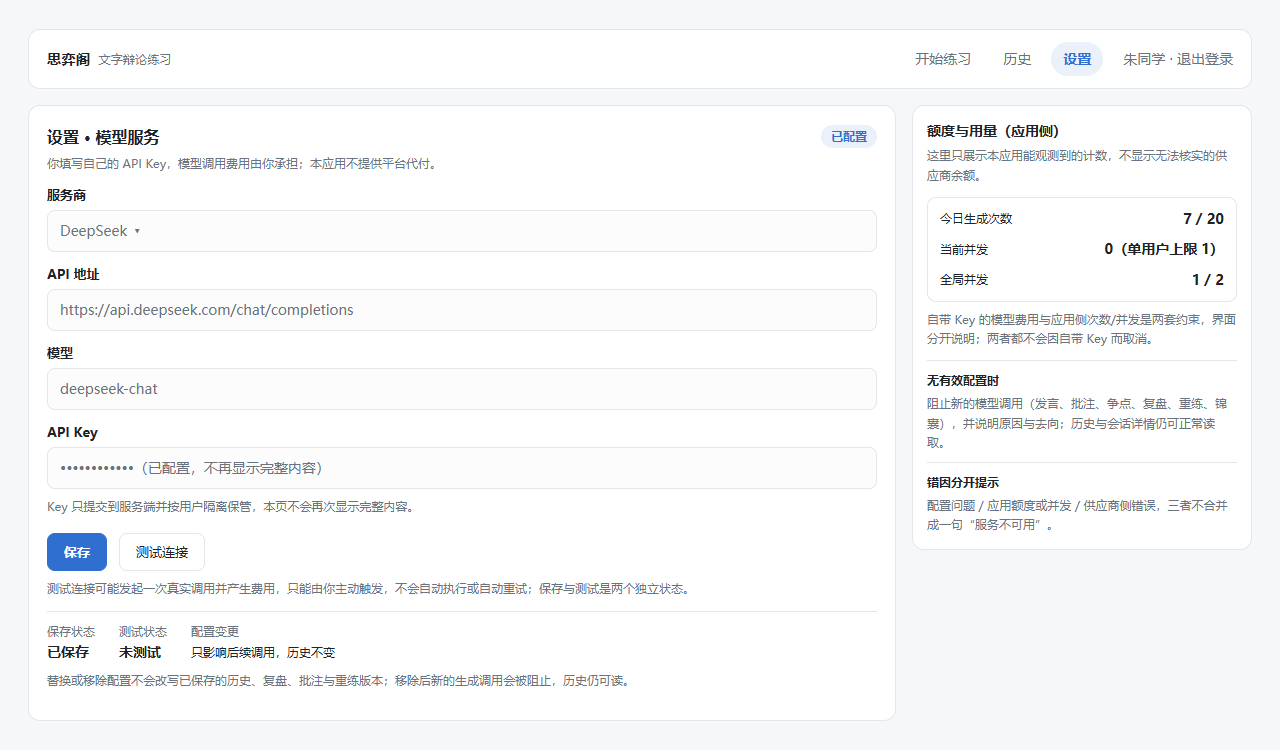 思弈阁 文字辩论练习
开始练习 历史 设置 朱同学 · 退出登录
设置 • 模型服务
已配置
你填写自己的 API Key，模型调用费用由你承担；本应用不提供平台代付。
服务商
DeepSeek ▾
API 地址
https://api.deepseek.com/chat/completions
模型
deepseek-chat
API Key
••••••••••••（已配置，不再显示完整内容）
Key 只提交到服务端并按用户隔离保管，本页不会再次显示完整内容。
保存 测试连接
测试连接可能发起一次真实调用并产生费用，只能由你主动触发，不会自动执行或自动重试；保存与测试是两个独立状态。
保存状态 测试状态 配置变更
已保存 未测试 只影响后续调用，历史不变
替换或移除配置不会改写已保存的历史、复盘、批注与重练版本；移除后新的生成调用会被阻止，历史仍可读。
额度与用量（应用侧）
这里只展示本应用能观测到的计数，不显示无法核实的供
应商余额。
今日生成次数 7 / 20
当前并发 0（单用户上限 1）
全局并发 1 / 2
自带 Key 的模型费用与应用侧次数/并发是两套约束，界面
分开说明；两者都不会因自带 Key 而取消。
无有效配置时
阻止新的模型调用（发言、批注、争点、复盘、重练、锦
囊），并说明原因与去向；历史与会话详情仍可正常读
取。
错因分开提示
配置问题 / 应用额度或并发 / 供应商侧错误，三者不合并
成一句“服务不可用”。